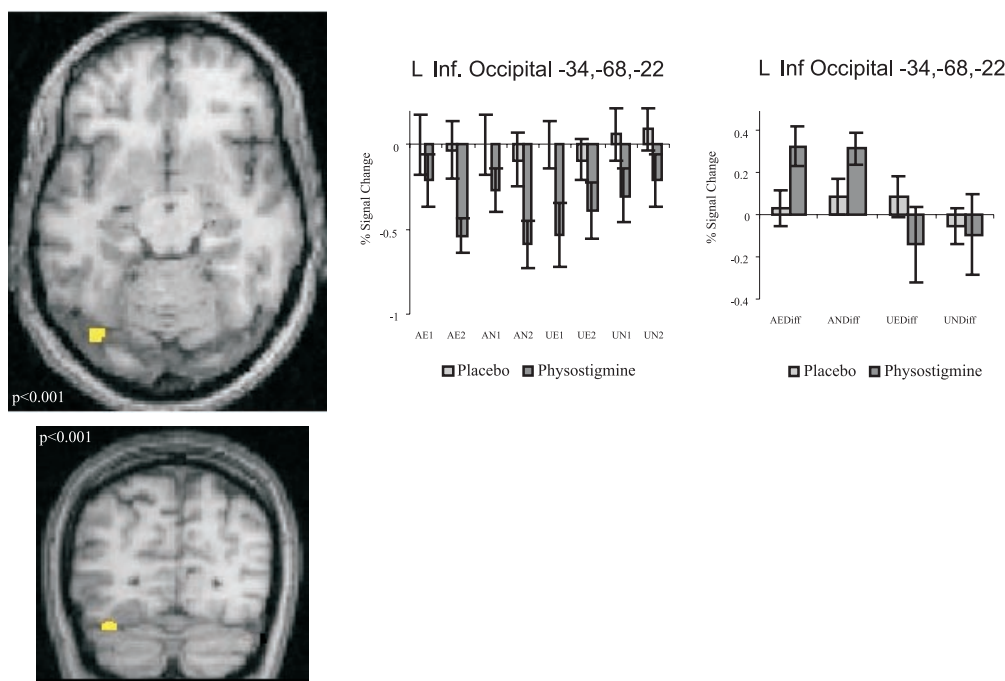 p<0.001
p<0.001
L Inf. Occipital -34,-68,-22
% Signal Change
0
-0.5
-1
AE1 AE2 AN1 AN2 UE1 UE2 UN1 UN2
Placebo Physostigmine
L Inf Occipital -34,-68,-22
% Signal Change
0.4
0.2
0
-0.2
-0.4
AEDiff ANDiff UEDiff UNDiff
Placebo Physostigmine